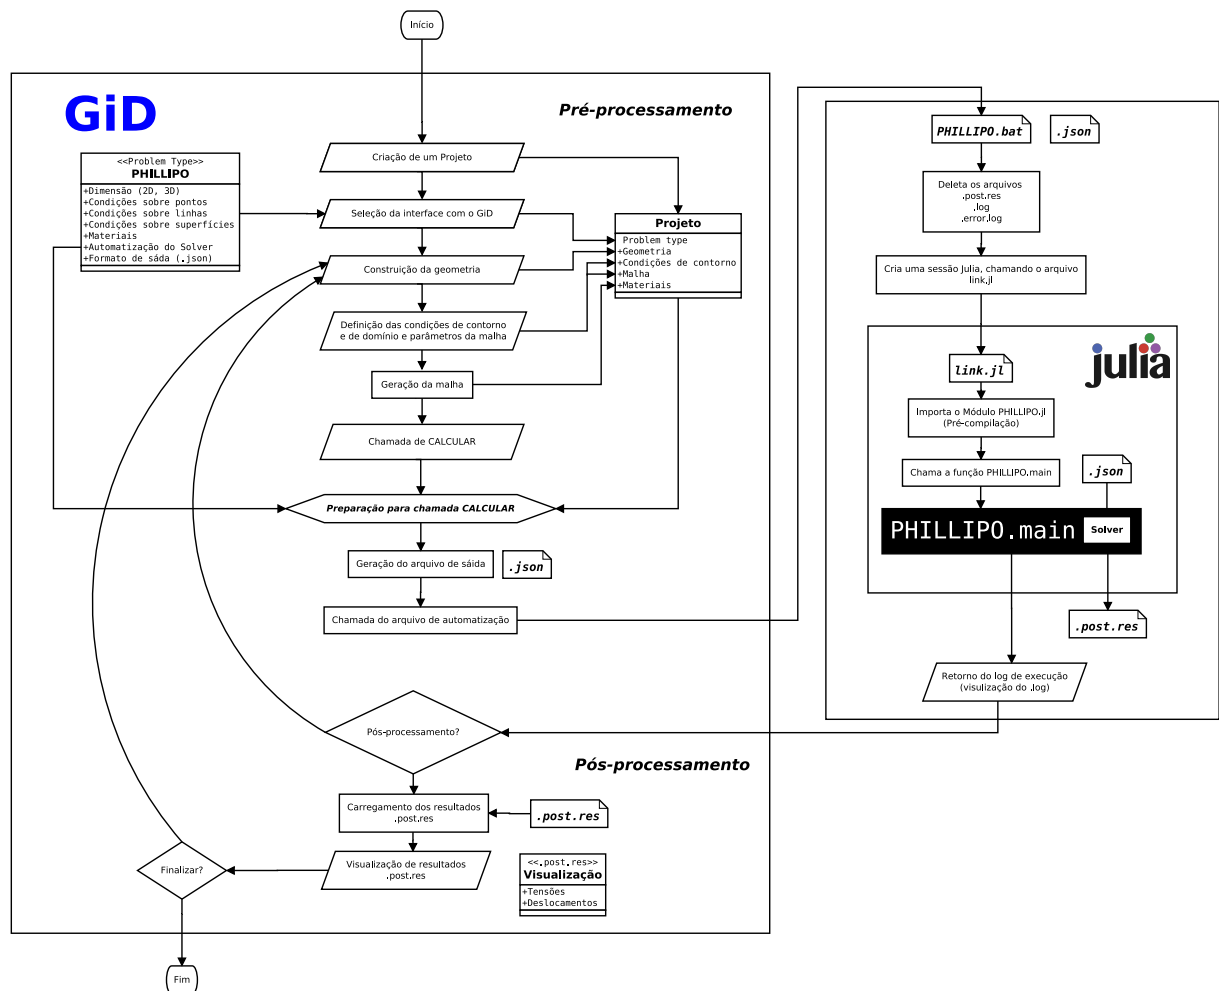 Início
GiD
Pré-processamento
<<Problem Type>>
PHILLIPO
+Dimensão (2D, 3D)
+Condições sobre pontos
+Condições sobre linhas
+Condições sobre superfícies
+Materiais
+Automatização do Solver
+Formato de sáda (.json)
Criação de um Projeto
Seleção da interface com o GiD
Construição da geometria
Definição das condições de contorno
e de domínio e parâmetros da malha
Geração da malha
Chamada de CALCULAR
Preparação para chamada CALCULAR
Geração do arquivo de sáida
.json
Chamada do arquivo de automatização
Projeto
Problem type
+Geometria
+Condições de contorno
+Malha
+Materiais
PHILLIPO.bat
.json
Deleta os arquivos
.post.res
.log
.error.log
Cria uma sessão Julia, chamando o arquivo
link.jl
julia
link.jl
Importa o Módulo PHILLIPO.jl
(Pré-compilação)
Chama a função PHILLIPO.main
.json
PHILLIPO.main
Solver
.post.res
Retorno do log de execução
(visulização do .log)
Pós-processamento?
Pós-processamento
Carregamento dos resultados
.post.res
.post.res
Visualização de resultados
.post.res
<<.post.res>>
Visualização
+Tensões
+Deslocamentos
Finalizar?
Fim